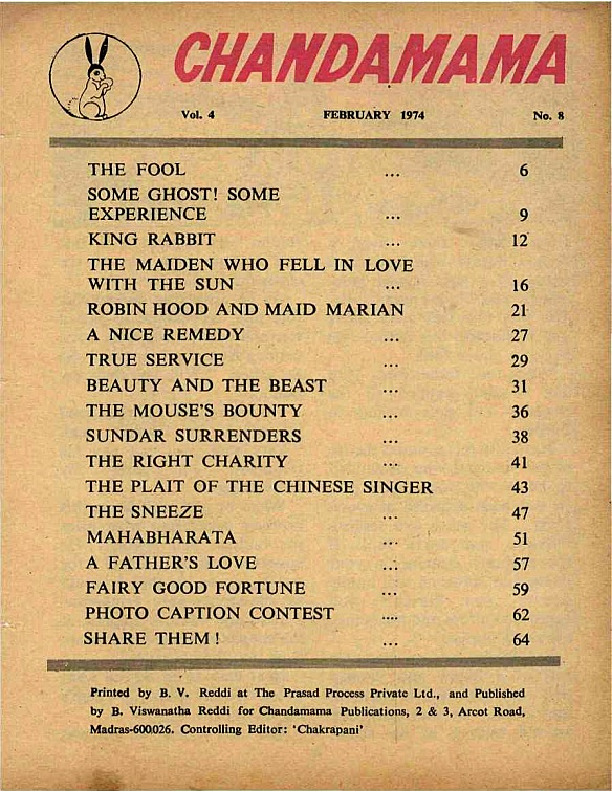 CHANDAMAMA
Vol. 4 FEBRUARY 1974 No. 8
THE FOOL ... 6
SOME GHOST! SOME
EXPERIENCE ... 9
KING RABBIT ... 12
THE MAIDEN WHO FELL IN LOVE
WITH THE SUN ... 16
ROBIN HOOD AND MAID MARIAN 21
A NICE REMEDY ... 27
TRUE SERVICE ... 29
BEAUTY AND THE BEAST ... 31
THE MOUSE'S BOUNTY ... 36
SUNDAR SURRENDERS ... 38
THE RIGHT CHARITY ... 41
THE PLAIT OF THE CHINESE SINGER 43
THE SNEEZE ... 47
MAHABHARATA ... 51
A FATHER'S LOVE ... 57
FAIRY GOOD FORTUNE ... 59
PHOTO CAPTION CONTEST .... 62
SHARE THEM! ... 64
Printed by B. V. Reddi at The Prasad Process Private Ltd., and Published
by B. Viswanatha Reddi for Chandamama Publications, 2 & 3, Arcot Road,
Madras-600026. Controlling Editor: 'Chakrapani'